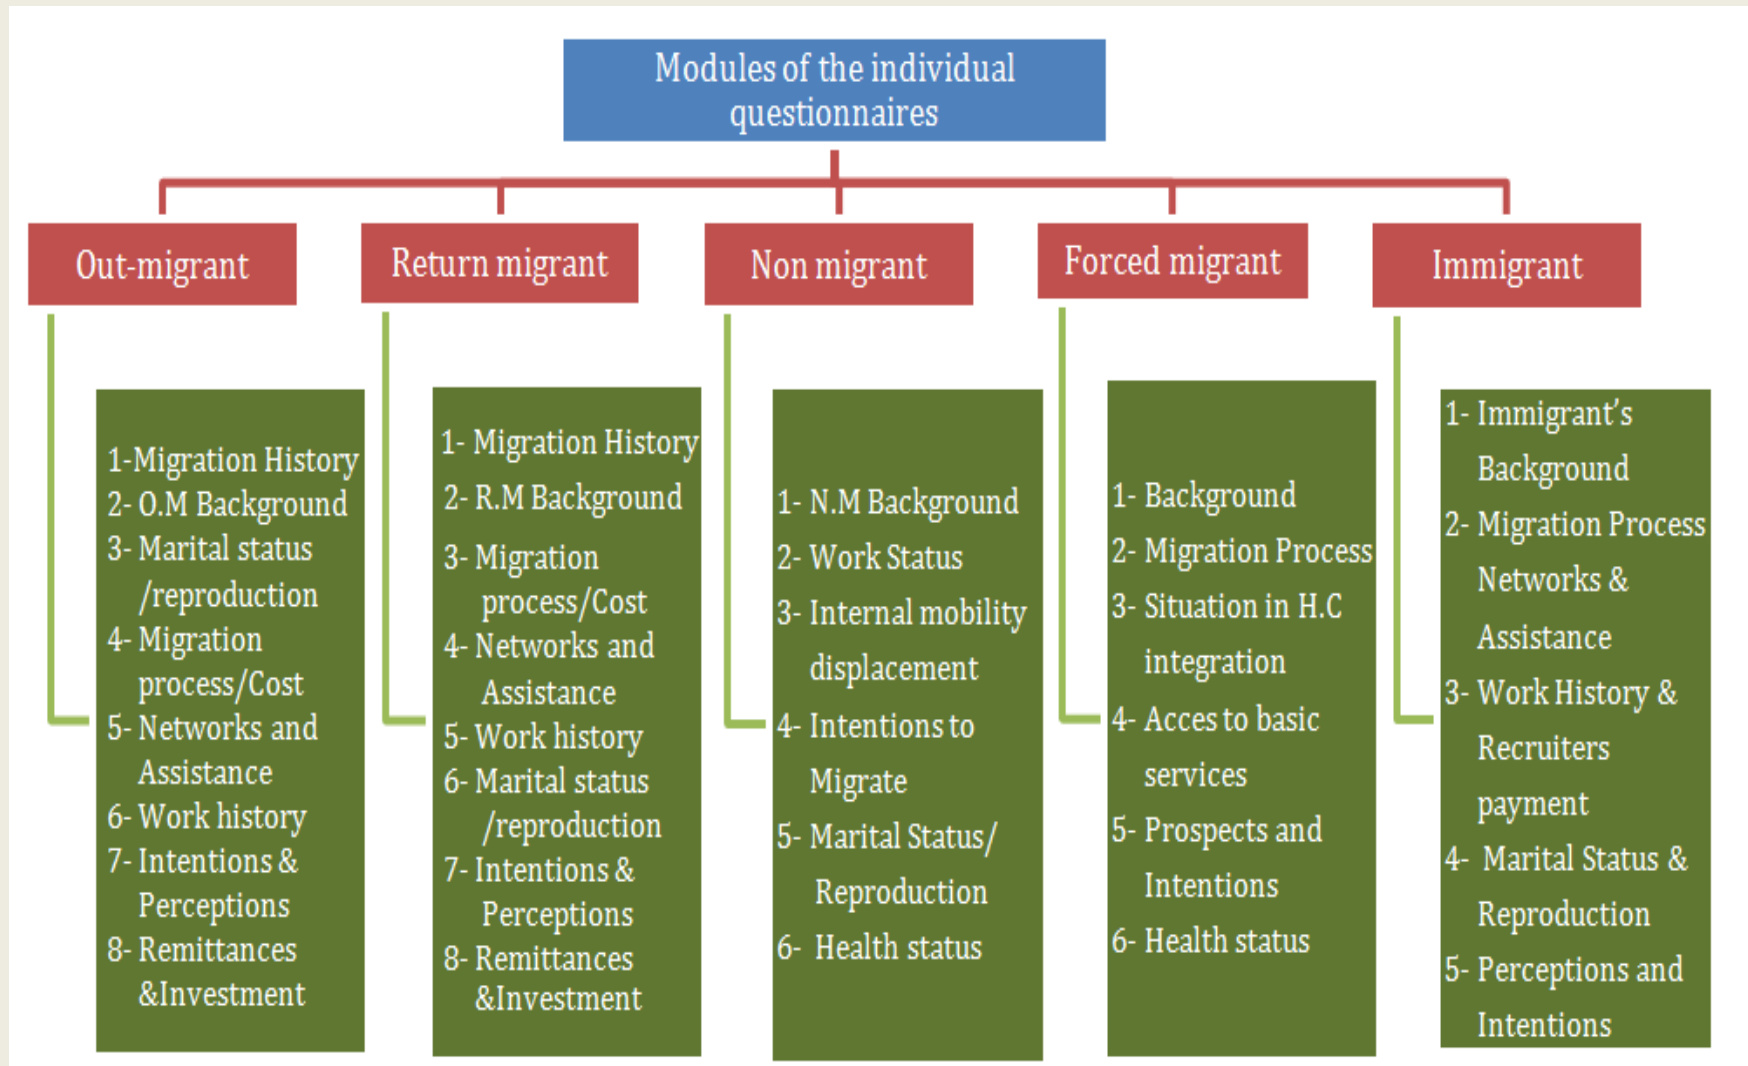 Modules of the individual
questionnaires
Out-migrant
Return migrant
Non migrant
Forced migrant
Immigrant
1-Migration History
2- O.M Background
3- Marital status
/reproduction
4- Migration
process/Cost
5- Networks and
Assistance
6- Work history
7- Intentions &
Perceptions
8- Remittances
&Investment
1- Migration History
2- R.M Background
3- Migration
process/Cost
4- Networks and
Assistance
5- Work history
6- Marital status
/reproduction
7- Intentions &
Perceptions
8- Remittances
&Investment
1- N.M Background
2- Work Status
3- Internal mobility
displacement
4- Intentions to
Migrate
5- Marital Status/
Reproduction
6- Health status
1- Background
2- Migration Process
3- Situation in H.C
integration
4- Acces to basic
services
5- Prospects and
Intentions
6- Health status
1- Immigrant’s
Background
2- Migration Process
Networks &
Assistance
3- Work History &
Recruiters
payment
4- Marital Status &
Reproduction
5- Perceptions and
Intentions